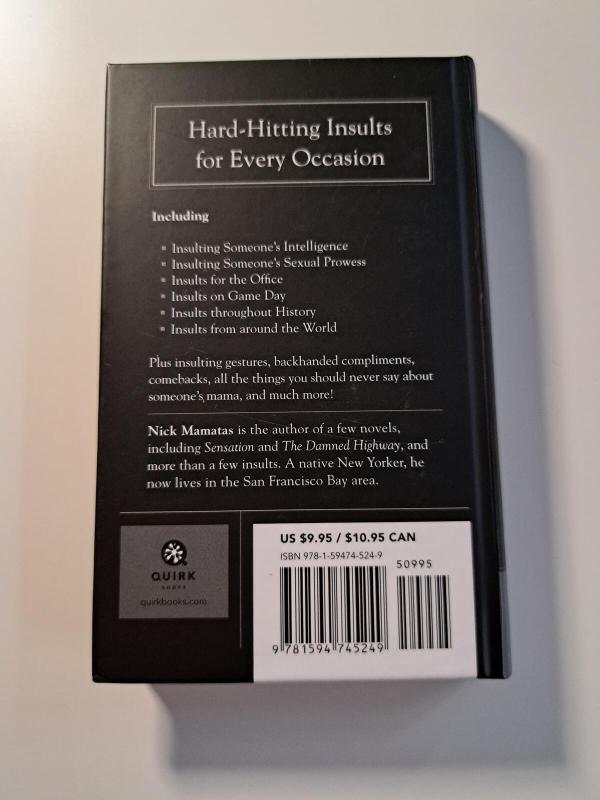 Hard-Hitting Insults
for Every Occasion
Including
▪ Insulting Someone's Intelligence
▪ Insulting Someone's Sexual Prowess
▪ Insults for the Office
▪ Insults on Game Day
▪ Insults throughout History
▪ Insults from around the World
Plus insulting gestures, backhanded compliments,
comebacks, all the things you should never say about
someone's mama, and much more!
Nick Mamatas is the author of a few novels,
including Sensation and The Damned Highway, and
more than a few insults. A native New Yorker, he
now lives in the San Francisco Bay area.
QUIRK
BOOKS
quirkbooks.com
US $9.95 / $10.95 CAN
ISBN 978-1-59474-524-9
50995
9 781594 745249